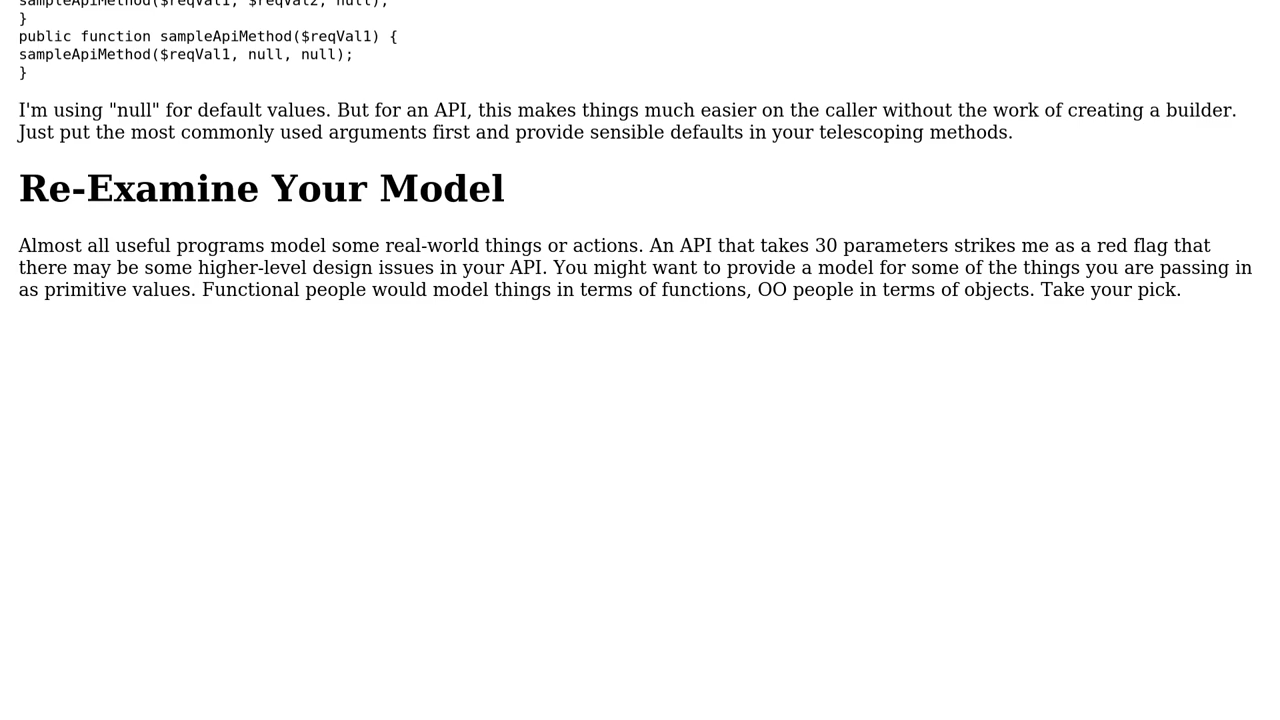 sampleApiMethod($reqVal1, $reqVal2, null);
}
public function sampleApiMethod($reqVal1) {
sampleApiMethod($reqVal1, null, null);
}
I'm using "null" for default values. But for an API, this makes things much easier on the caller without the work of creating a builder.
Just put the most commonly used arguments first and provide sensible defaults in your telescoping methods.
Re-Examine Your Model
Almost all useful programs model some real-world things or actions. An API that takes 30 parameters strikes me as a red flag that
there may be some higher-level design issues in your API. You might want to provide a model for some of the things you are passing in
as primitive values. Functional people would model things in terms of functions, OO people in terms of objects. Take your pick.